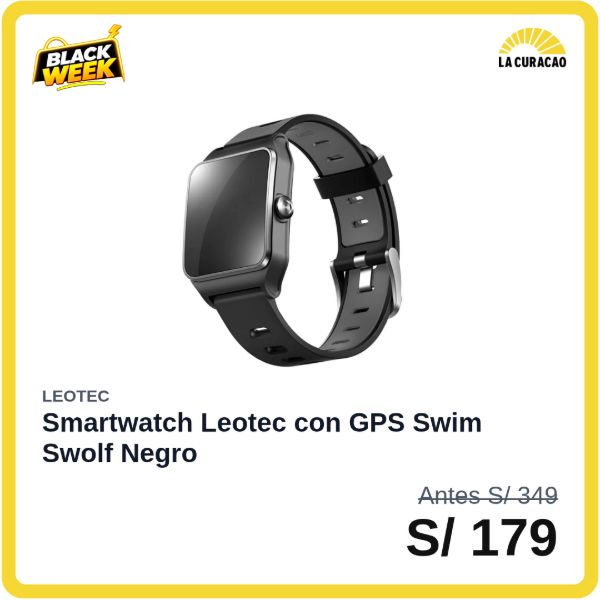 BLACK
WEEK
LA CURACAO
LEOTEC
Smartwatch Leotec con GPS Swim
Swolf Negro
Antes S/ 349
S/ 179